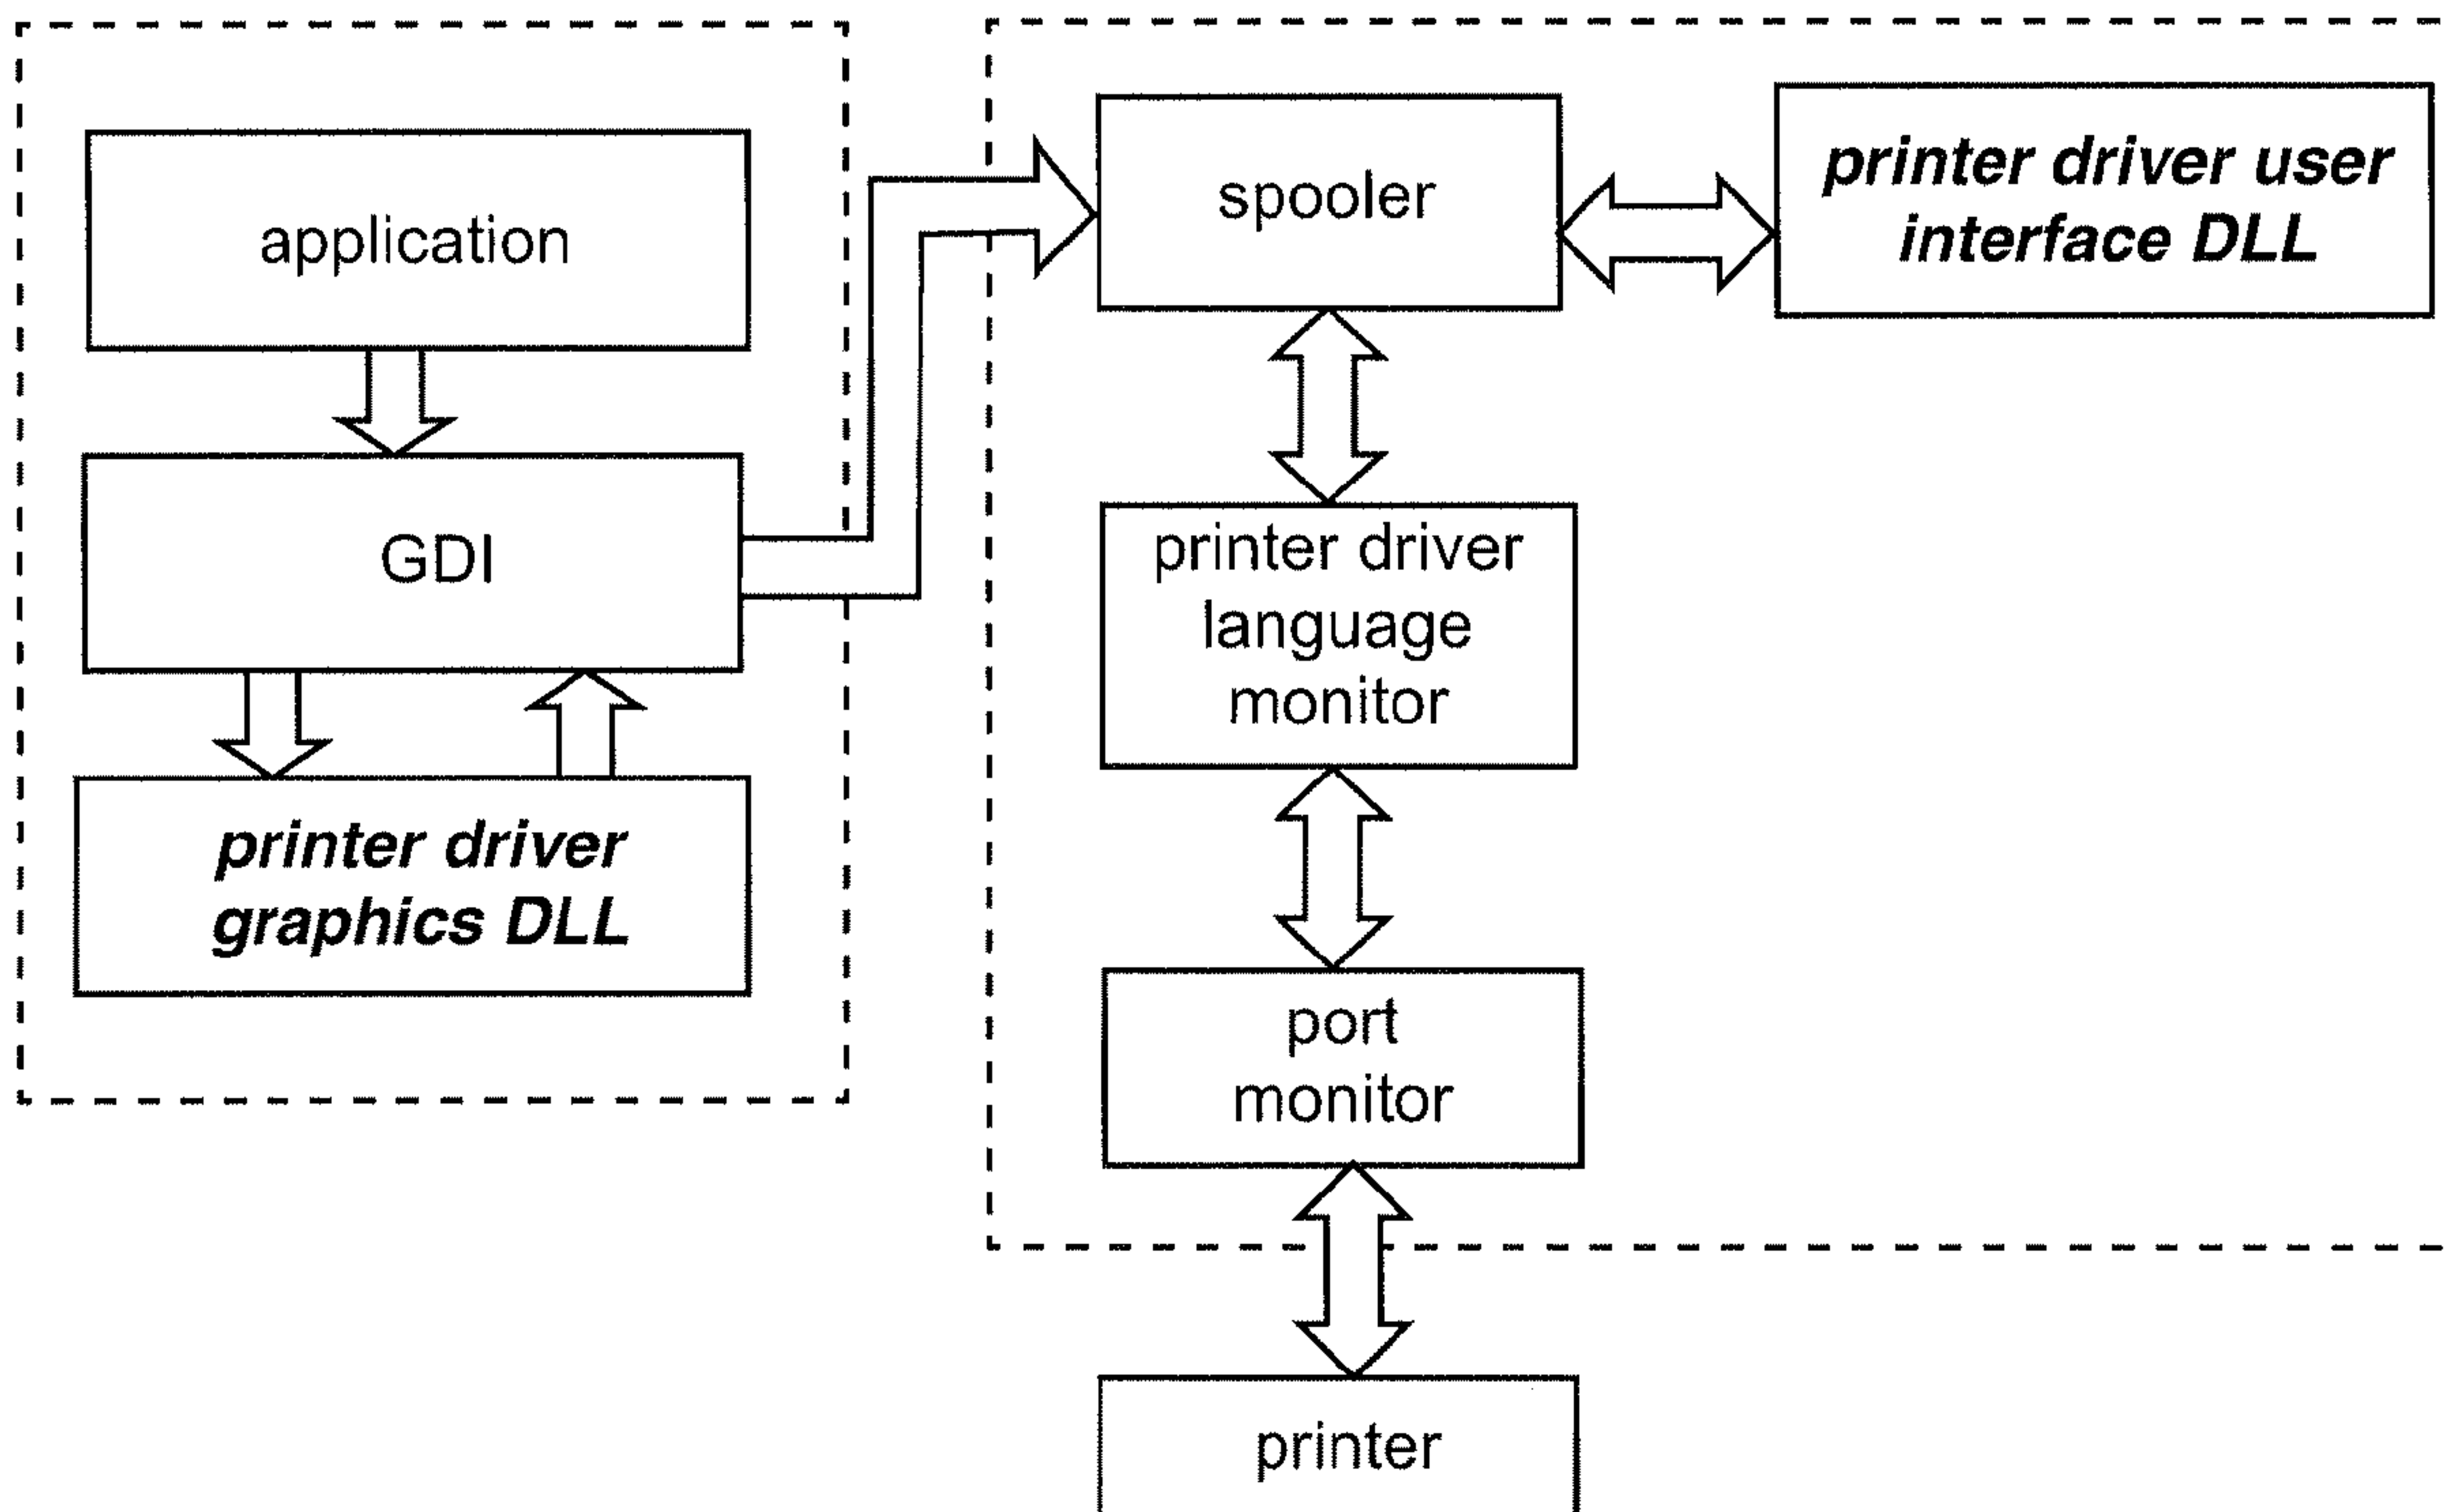 application
GDI
printer driver
graphics DLL
spooler
printer driver user
interface DLL
printer driver
language
monitor
port
monitor
printer